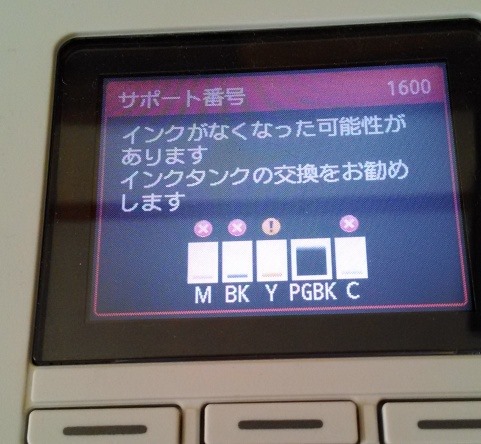 サポート番号 1600
インクがなくなった可能性が
あります
インクタンクの交換をお勧め
します
M BK Y PGBK C